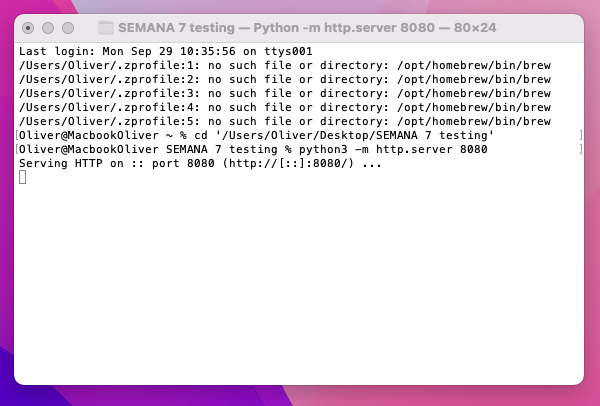 SEMANA 7 testing — Python -m http.server 8080 — 80×24
Last login: Mon Sep 29 10:35:56 on ttys001
/Users/Oliver/.zprofile:1: no such file or directory: /opt/homebrew/bin/brew
/Users/Oliver/.zprofile:2: no such file or directory: /opt/homebrew/bin/brew
/Users/Oliver/.zprofile:3: no such file or directory: /opt/homebrew/bin/brew
/Users/Oliver/.zprofile:4: no such file or directory: /opt/homebrew/bin/brew
/Users/Oliver/.zprofile:5: no such file or directory: /opt/homebrew/bin/brew
[Oliver@MacbookOliver ~ % cd '/Users/Oliver/Desktop/SEMANA 7 testing' ]
[Oliver@MacbookOliver SEMANA 7 testing % python3 -m http.server 8080 ]
Serving HTTP on :: port 8080 (http://[::]:8080/) ...